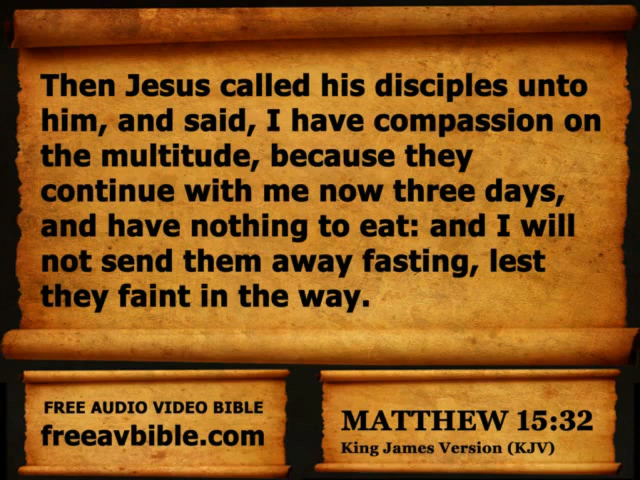 Then Jesus called his disciples unto
him, and said, I have compassion on
the multitude, because they
continue with me now three days,
and have nothing to eat: and I will
not send them away fasting, lest
they faint in the way.
FREE AUDIO VIDEO BIBLE
freeavbible.com
MATTHEW 15:32
King James Version (KJV)